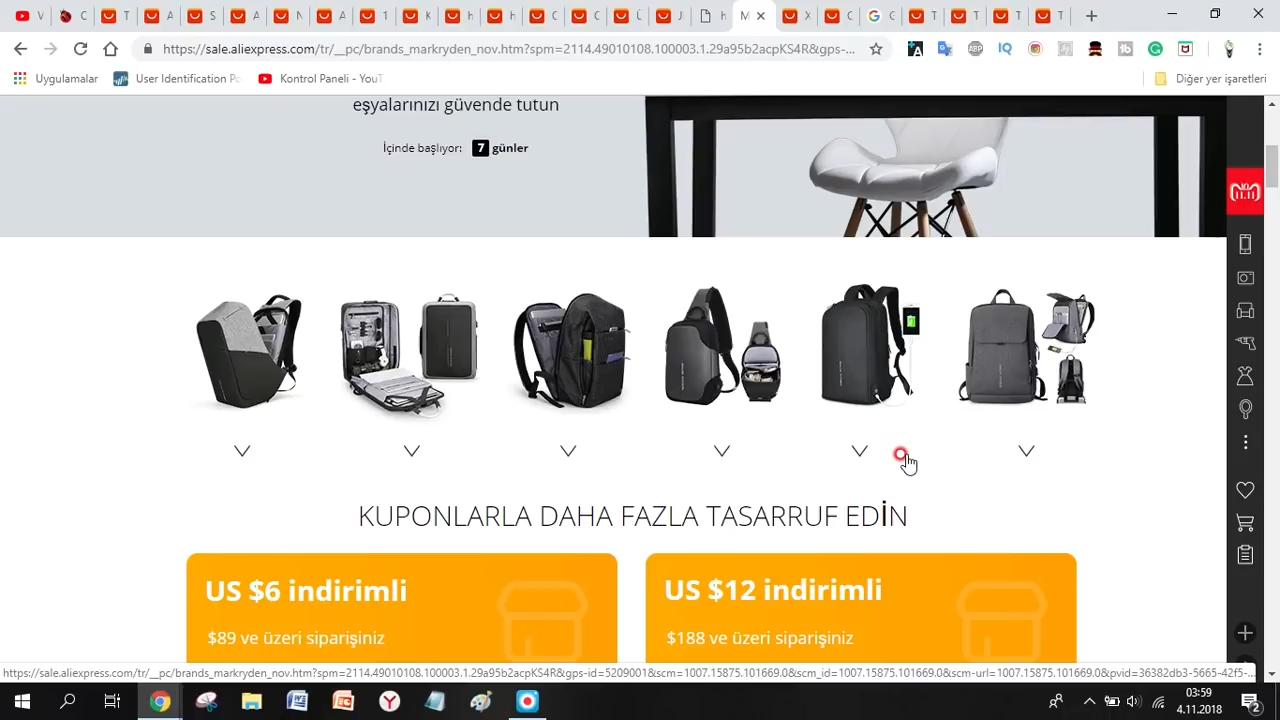 https://sale.aliexpress.com/tr/__pc/brands_markryden_nov.htm?spm=2114.49010108.100003.1.29a95b2acpKS4R&gps-...
Uygulamalar
User Identification Po
Kontrol Paneli - YouT
Diğer yer işaretleri
eşyalarınızı güvende tutun
İçinde başlıyor: 7 günler
11.11
KUPONLARLA DAHA FAZLA TASARRUF EDİN
US $6 indirimli
US $12 indirimli
$89 ve üzeri siparişiniz
$188 ve üzeri siparişiniz
https://sale.aliexpress.com/tr/__pc/brands_markryden_nov.htm?spm=2114.49010108.100003.1.29a95b2acpKS4R&gps-id=5209001&scm=1007.15875.101669.0&scm_id=1007.15875.101669.0&scm-url=1007.15875.101669.0&pvid=36382db3-5665-42f5-...
03:59
4.11.2018